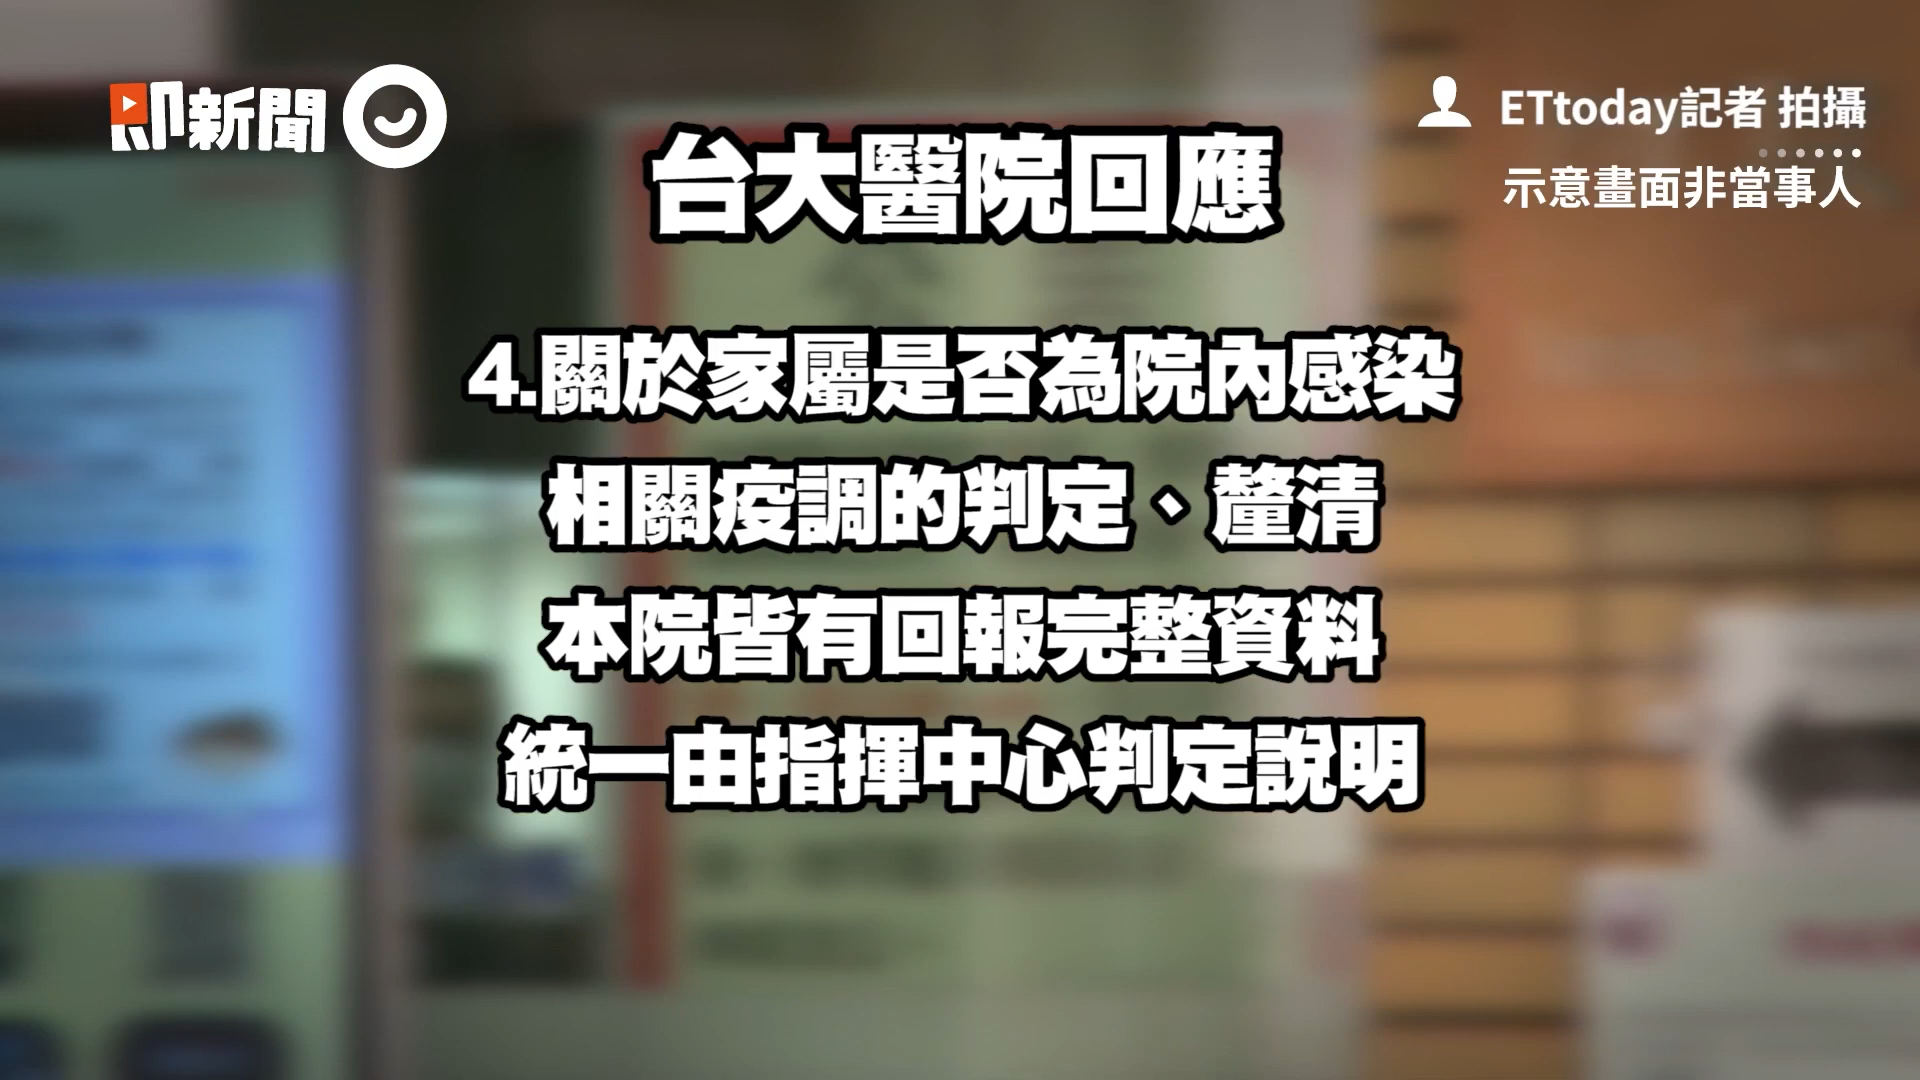 即新聞
ETtoday記者 拍攝
示意畫面非當事人
台大醫院回應
4.關於家屬是否為院內感染
相關疫調的判定、釐清
本院皆有回報完整資料
統一由指揮中心判定說明